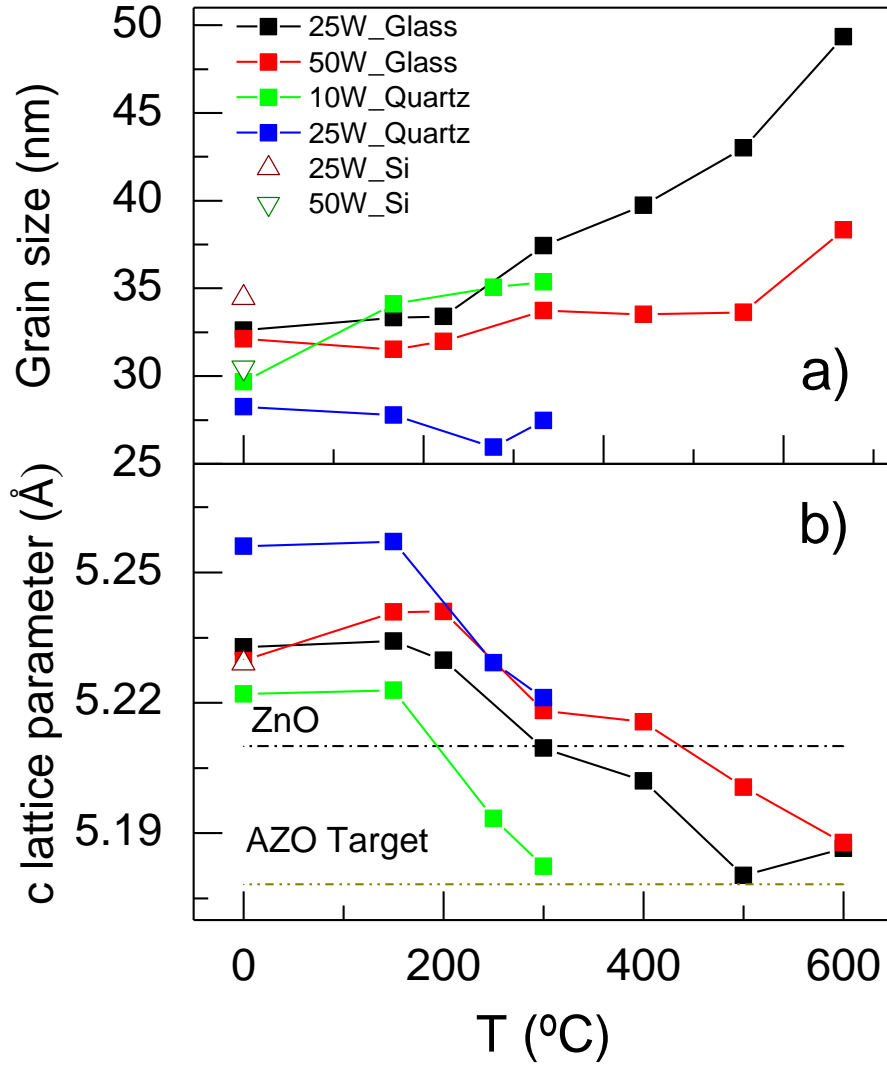 25W_Glass
50W_Glass
10W_Quartz
25W_Quartz
25W_Si
50W_Si
Grain size (nm)
50
45
40
35
30
25
a)
c lattice parameter (Å)
5.25
5.22
5.19
b)
ZnO
AZO Target
0
200
400
600
T (ºC)